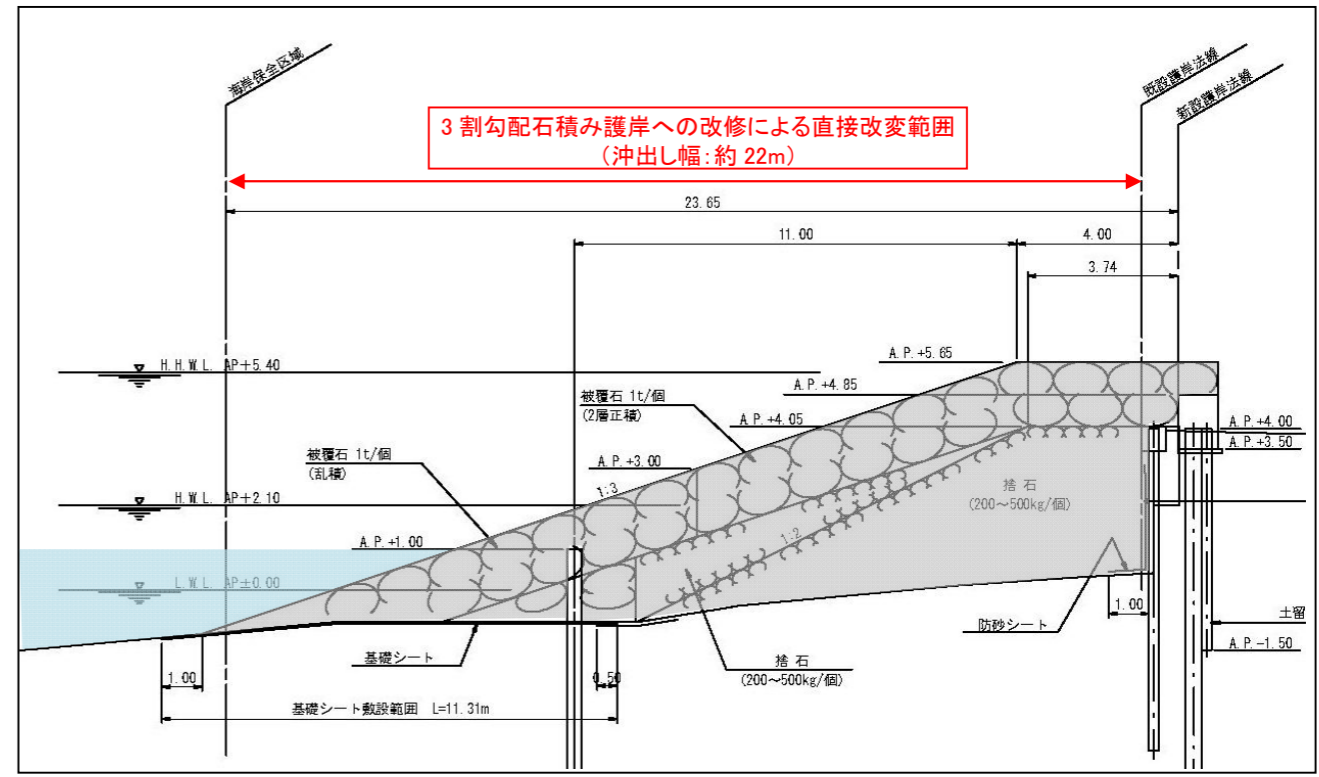 海岸保全区域
既設護岸法線
新設護岸法線
3割勾配石積み護岸への改修による直接改変範囲
（沖出し幅：約 22m）
23.65
11.00
4.00
3.74
H.H.W.L. AP+5.40
A.P.+5.65
A.P.+4.85
被覆石 1t/個
(2層正積)
A.P.+4.05
A.P.+4.00
A.P.+3.50
被覆石 1t/個
(乱積)
A.P.+3.00
1:3
捨 石
(200～500kg/個)
H.W.L. AP+2.10
1:2
A.P.+1.00
L.W.L. AP±0.00
1.00
防砂シート
土留
A.P.-1.50
基礎シート
捨 石
(200～500kg/個)
1.00
0.50
基礎シート敷設範囲 L=11.31m